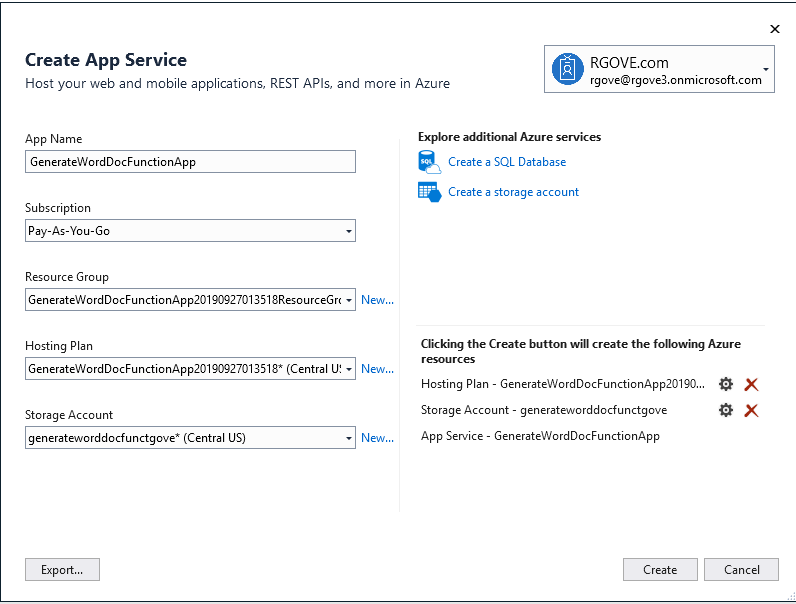 Create App Service
Host your web and mobile applications, REST APIs, and more in Azure
RGOVE.com
rgove@rgove3.onmicrosoft.com
App Name
GenerateWordDocFunctionApp
Subscription
Pay-As-You-Go
Resource Group
GenerateWordDocFunctionApp20190927013518ResourceGr New...
Hosting Plan
GenerateWordDocFunctionApp20190927013518* (Central US New...
Storage Account
generateworddocfunctgove* (Central US) New...
Explore additional Azure services
SQL Create a SQL Database
Create a storage account
Clicking the Create button will create the following Azure
resources
Hosting Plan - GenerateWordDocFunctionApp20190...
Storage Account - generateworddocfunctgove
App Service - GenerateWordDocFunctionApp
Export...
Create
Cancel